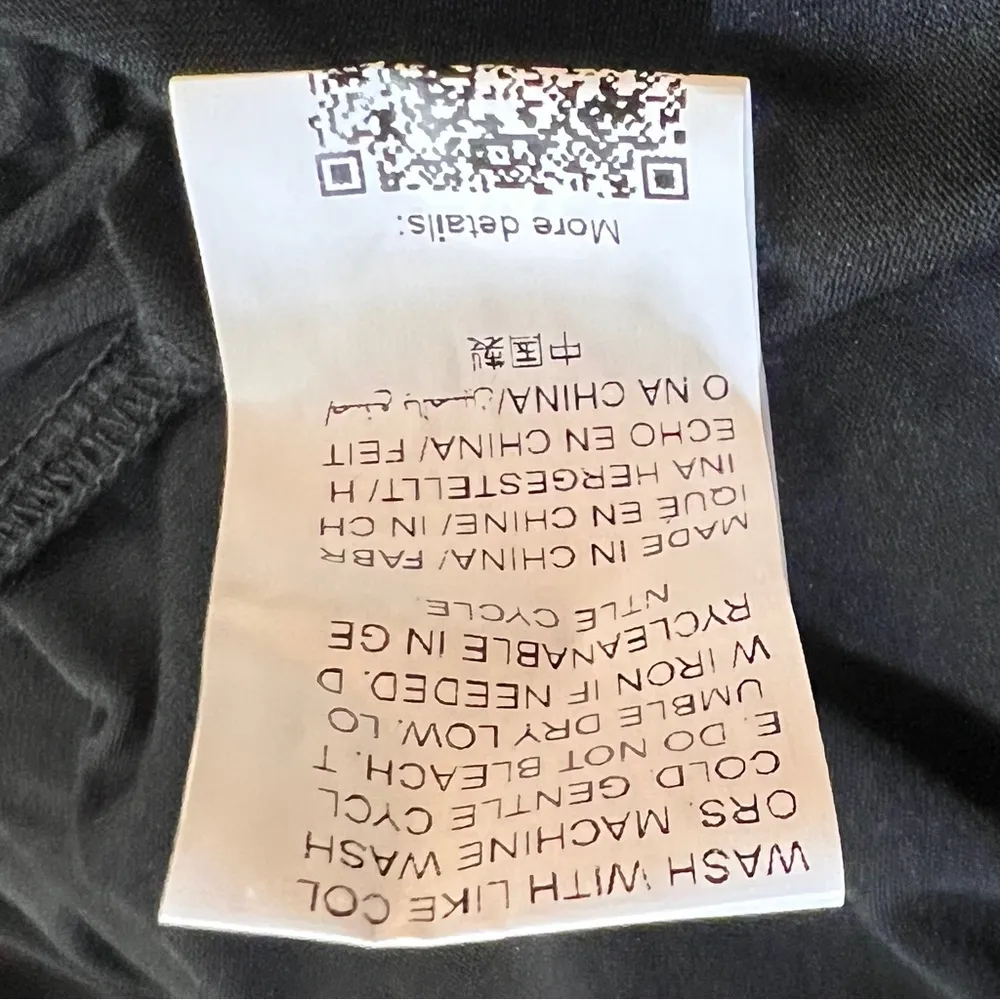 WASH WITH LIKE COL
ORS. MACHINE WASH
COLD. GENTLE CYCL
E. DO NOT BLEACH. T
UMBLE DRY LOW. LO
W IRON IF NEEDED. D
RYCLEANABLE IN GE
NTLE CYCLE.
MADE IN CHINA/ FABR
IQUÉ EN CHINE/ IN CH
INA HERGESTELLT/ H
ECHO EN CHINA/ FEIT
O NA CHINA/
中国製
More details: